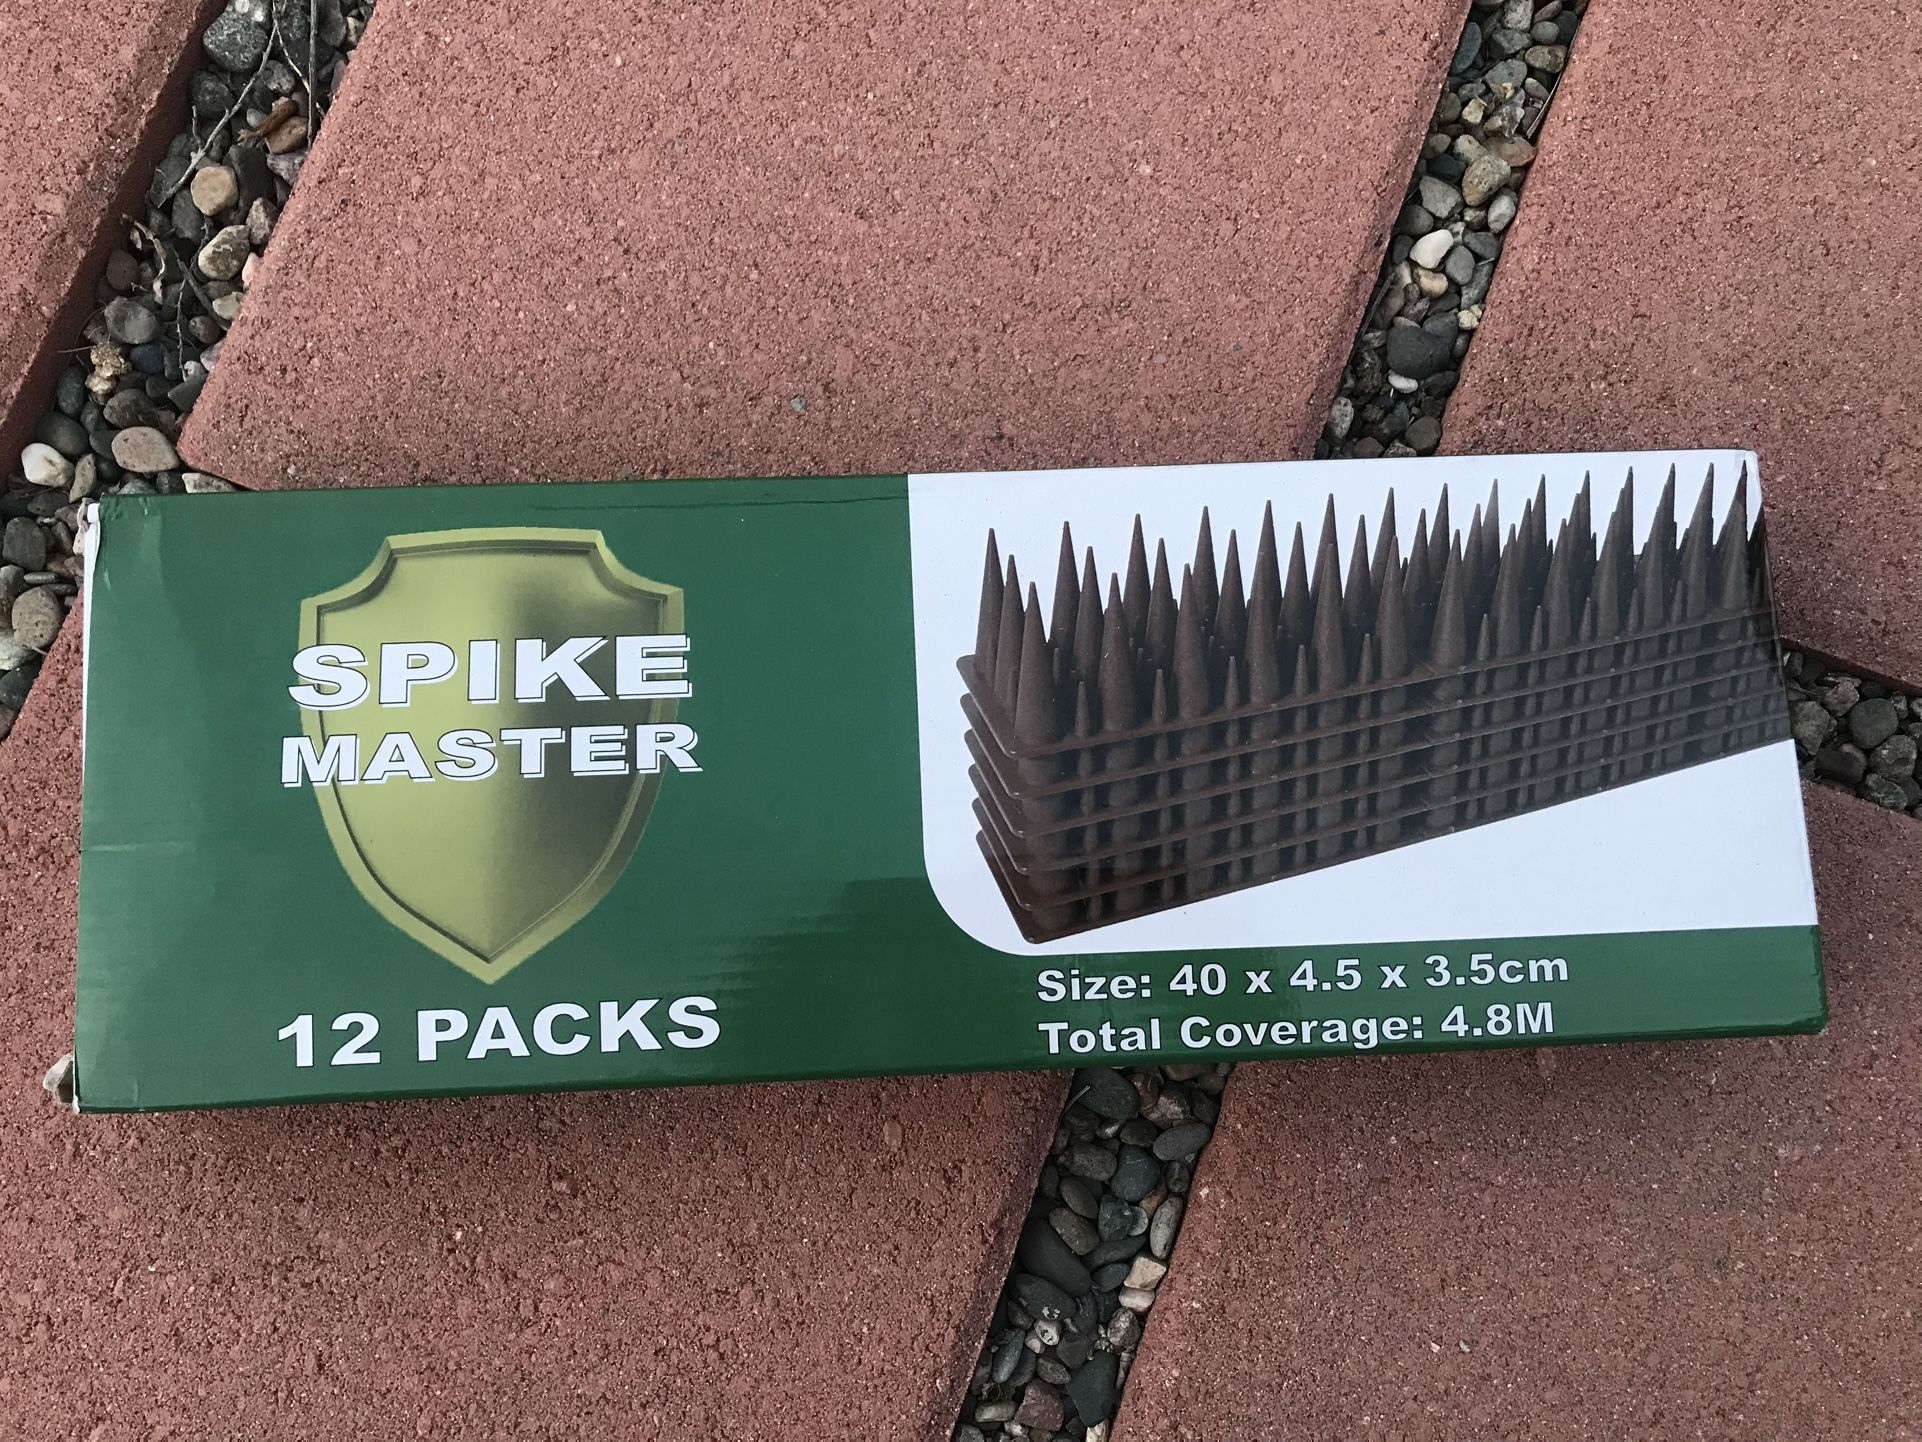 SPIKE
MASTER
12 PACKS
Size: 40 x 4.5 x 3.5cm
Total Coverage: 4.8M